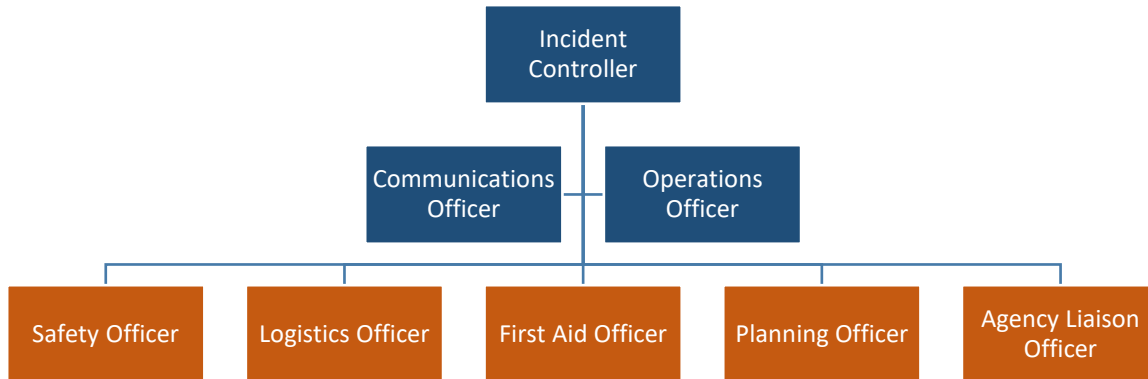 Incident
Controller
Communications
Officer
Operations
Officer
Safety Officer
Logistics Officer
First Aid Officer
Planning Officer
Agency Liaison
Officer